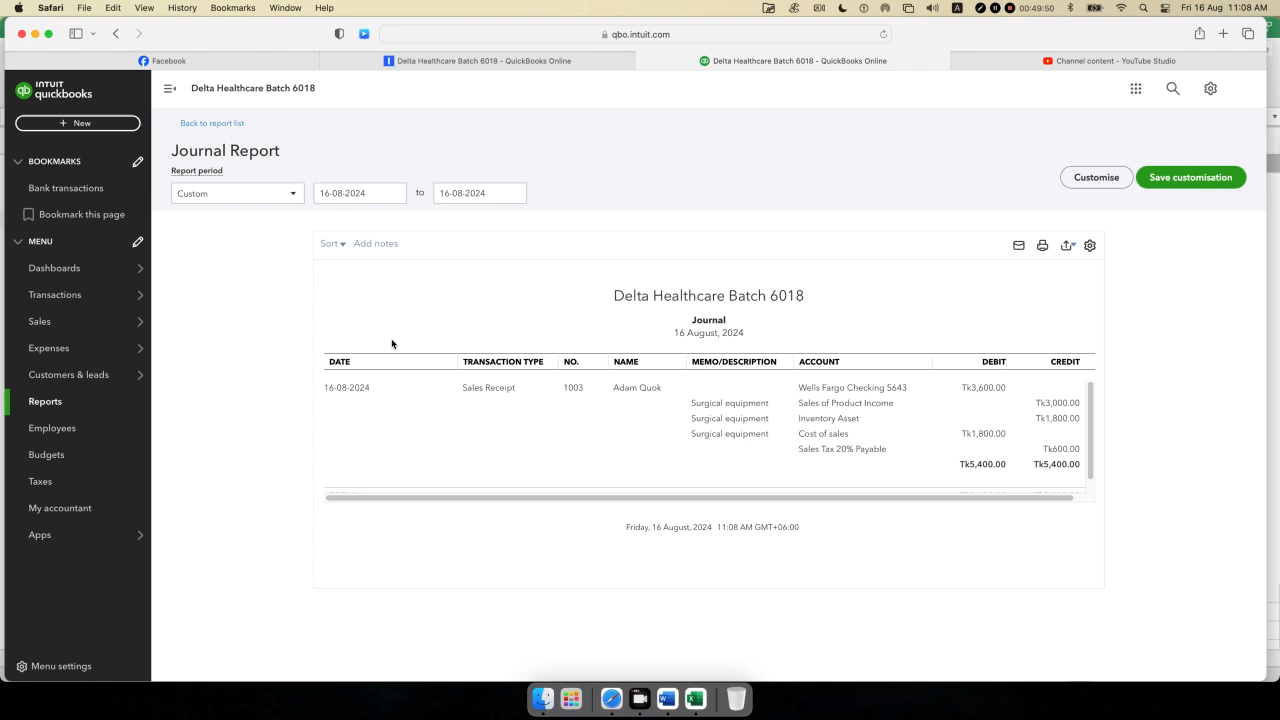 Safari File Edit View History Bookmarks Window Help A 00:49:50 Fri 16 Aug 11:08 AM
qbo.intuit.com
Facebook Delta Healthcare Batch 6018 - QuickBooks Online Delta Healthcare Batch 6018 - QuickBooks Online Channel content - YouTube Studio
qb INTUIT quickbooks
Delta Healthcare Batch 6018
+ New
Back to report list
Journal Report
Report period
Custom 16-08-2024 to 16-08-2024
Customise Save customisation
BOOKMARKS
Bank transactions
Bookmark this page
MENU
Dashboards
Transactions
Sales
Expenses
Customers & leads
Reports
Employees
Budgets
Taxes
My accountant
Apps
Menu settings
Sort Add notes
Delta Healthcare Batch 6018
Journal
16 August, 2024
DATE TRANSACTION TYPE NO. NAME MEMO/DESCRIPTION ACCOUNT DEBIT CREDIT
16-08-2024 Sales Receipt 1003 Adam Quok Wells Fargo Checking 5643 Tk3,600.00
Surgical equipment Sales of Product Income Tk3,000.00
Surgical equipment Inventory Asset Tk1,800.00
Surgical equipment Cost of sales Tk1,800.00
Sales Tax 20% Payable Tk600.00
Tk5,400.00 Tk5,400.00
Friday, 16 August, 2024 11:08 AM GMT+06:00